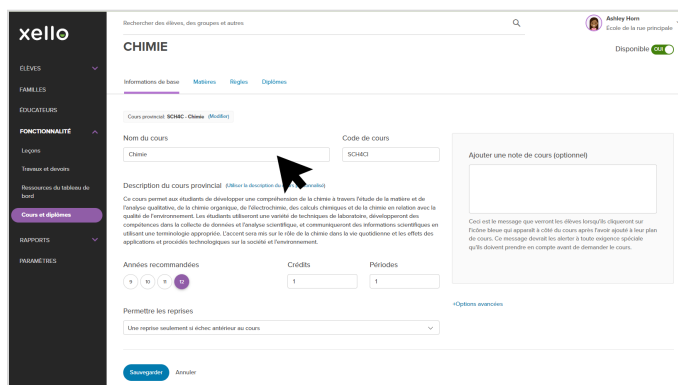 xello
Rechercher des élèves, des groupes et autres
Ashley Horn
École de la rue principale
CHIMIE
Disponible OUI
ÉLÈVES
FAMILLES
ÉDUCATEURS
FONCTIONNALITÉ
Leçons
Travaux et devoirs
Ressources du tableau de
bord
Cours et diplômes
RAPPORTS
PARAMÈTRES
Informations de base Matières Règles Diplômes
Cours provincial: SCH4C - Chimie (Modifier)
Nom du cours
Chimie
Code de cours
SCH4CI
Description du cours provincial (Utiliser la description du
Ce cours permet aux étudiants de développer une compréhension de la chimie à travers l'étude de la matière et de
l'analyse qualitative, de la chimie organique, de l'électrochimie, des calculs chimiques et de la chimie en relation avec la
qualité de l'environnement. Les étudiants utiliseront une variété de techniques de laboratoire, développeront des
compétences dans la collecte de données et l'analyse scientifique, et communiqueront des informations scientifiques en
utilisant une terminologie appropriée. L'accent sera mis sur le rôle de la chimie dans la vie quotidienne et les effets des
applications et procédés technologiques sur la société et l'environnement.
Années recommandées
9 10 11 12
Crédits
1
Périodes
1
Permettre les reprises
Une reprise seulement si échec antérieur au cours
Sauvegarder Annuler
Ajouter une note de cours (optionnel)
Ceci est le message que verront les élèves lorsqu'ils cliqueront sur
l'icône bleue qui apparaît à côté du cours après l'avoir ajouté à leur plan
de cours. Ce message devrait les alerter à toute exigence spéciale
qu'ils doivent prendre en compte avant de demander le cours.
+Options avancées